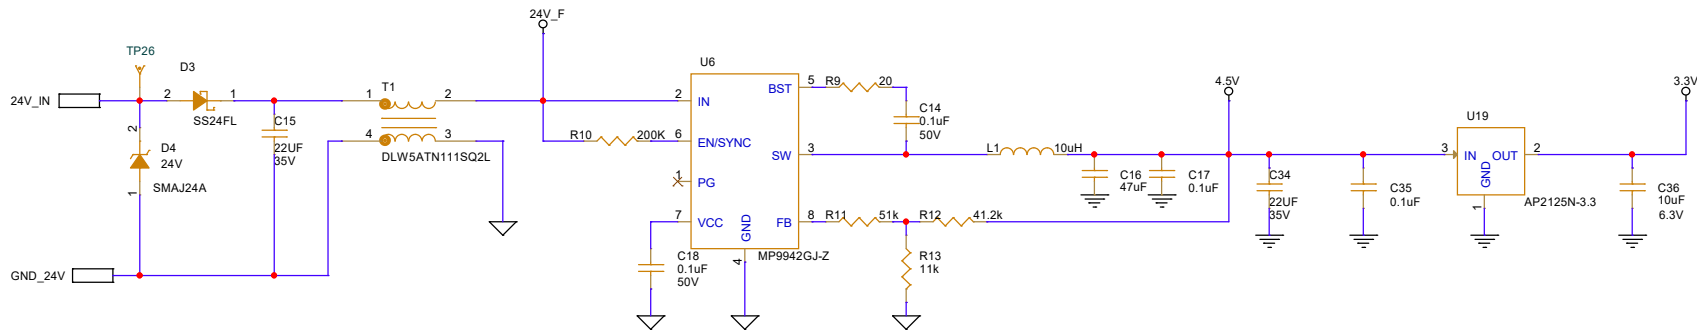 24V_F
TP26
D3
U6
T1
4.5V
3.3V
24V_IN
2
1
SS24FL
1
2
2
IN
BST
5
R9
20
C14
0.1uF
50V
U19
C15
22UF
35V
4
3
DLW5ATN111SQ2L
2
D4
24V
SMAJ24A
1
R10
200K
6
EN/SYNC
SW
3
L1
10uH
3
IN
OUT
2
GND
1
AP2125N-3.3
1
PG
C16
47uF
C17
0.1uF
C34
22UF
35V
C35
0.1uF
C36
10uF
6.3V
7
VCC
GND
4
FB
8
R11
51k
R12
41.2k
MP9942GJ-Z
C18
0.1uF
50V
R13
11k
GND_24V